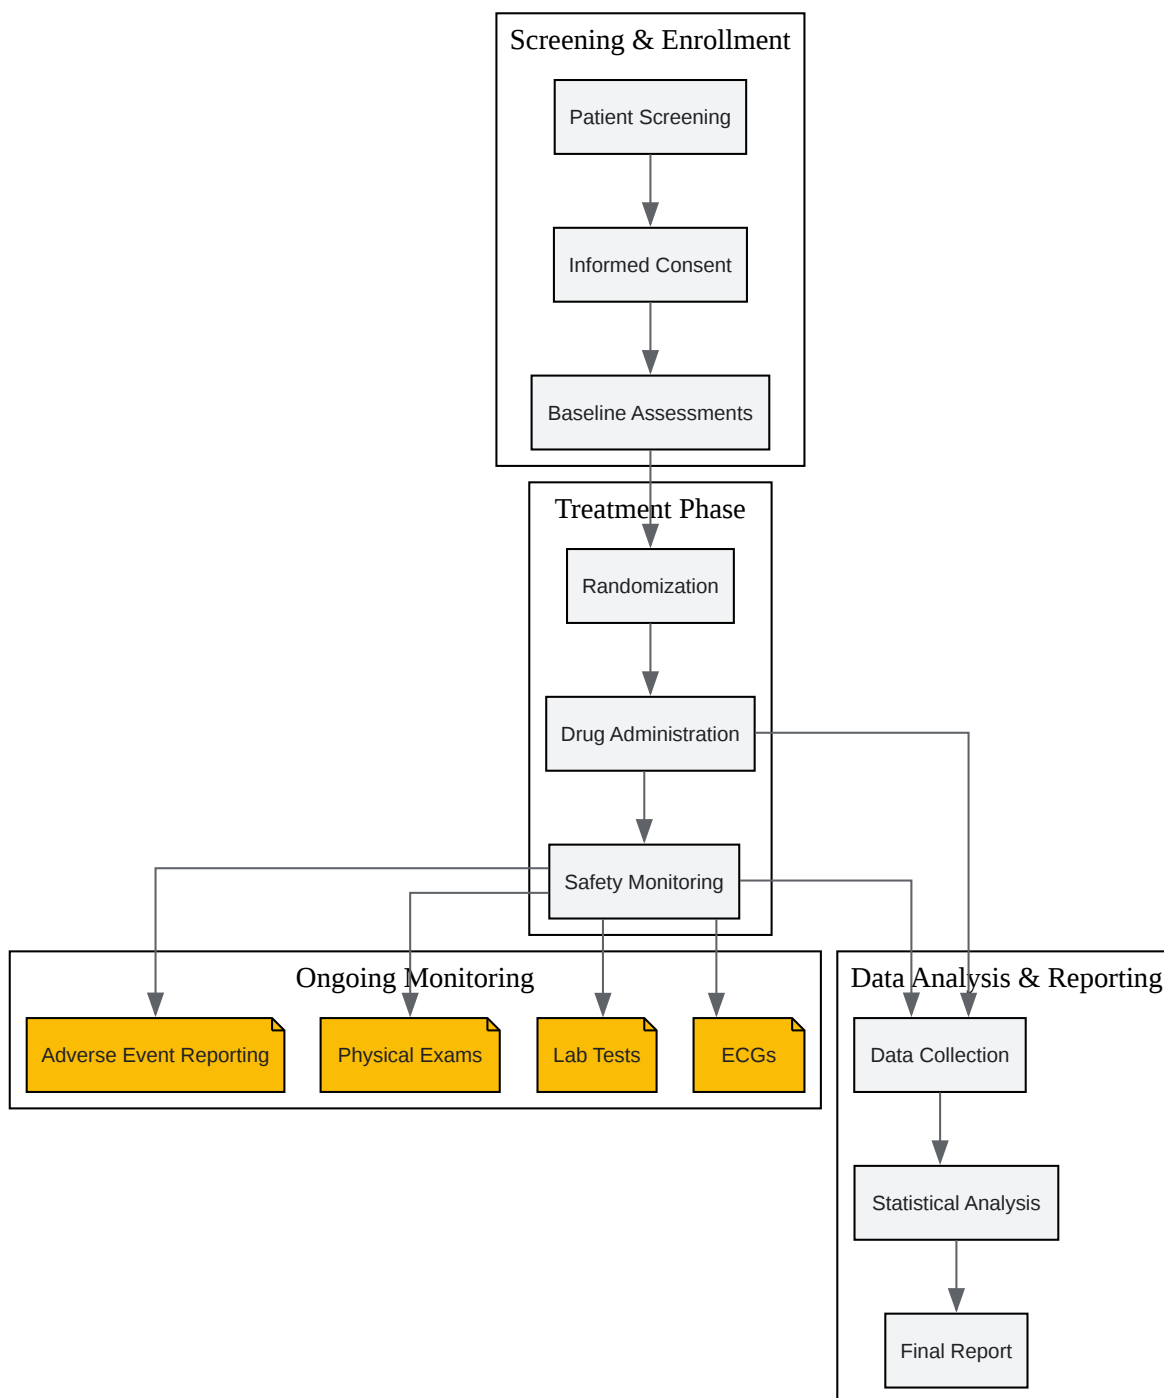 Screening & Enrollment
Patient Screening
Informed Consent
Baseline Assessments
Treatment Phase
Randomization
Drug Administration
Safety Monitoring
Ongoing Monitoring
Adverse Event Reporting
Physical Exams
Lab Tests
ECGs
Data Analysis & Reporting
Data Collection
Statistical Analysis
Final Report